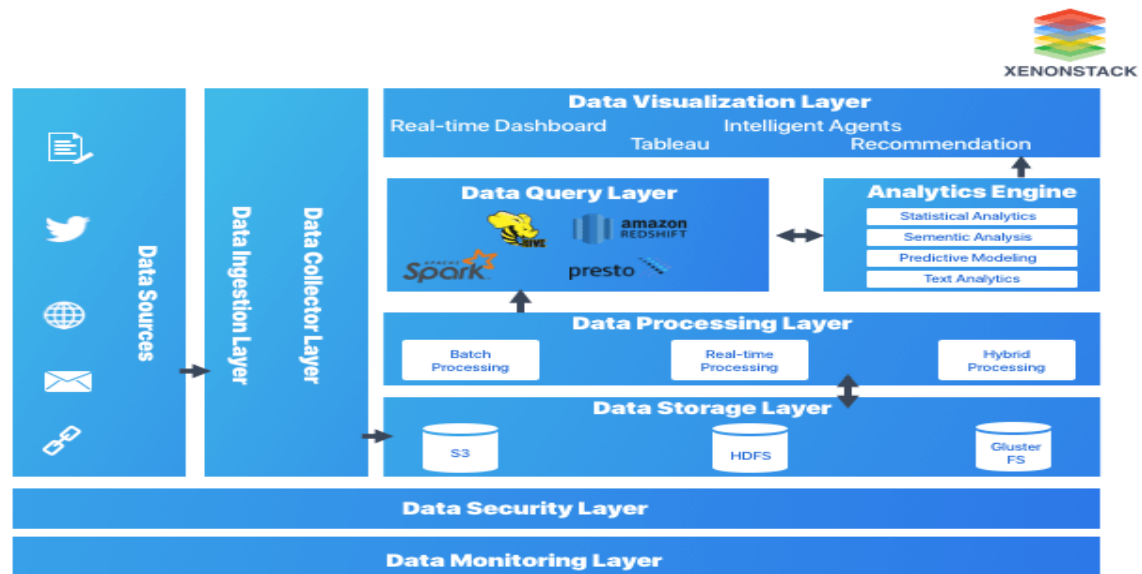 XENONSTACK
Data Sources
Data Ingestion Layer
Data Collector Layer
Data Visualization Layer
Real-time Dashboard
Intelligent Agents
Tableau
Recommendation
Data Query Layer
HIVE
amazon
REDSHIFT
APACHE
Spark
presto
Analytics Engine
Statistical Analytics
Sementic Analysis
Predictive Modeling
Text Analytics
Data Processing Layer
Batch
Processing
Real-time
Processing
Hybrid
Processing
Data Storage Layer
S3
HDFS
Gluster
FS
Data Security Layer
Data Monitoring Layer